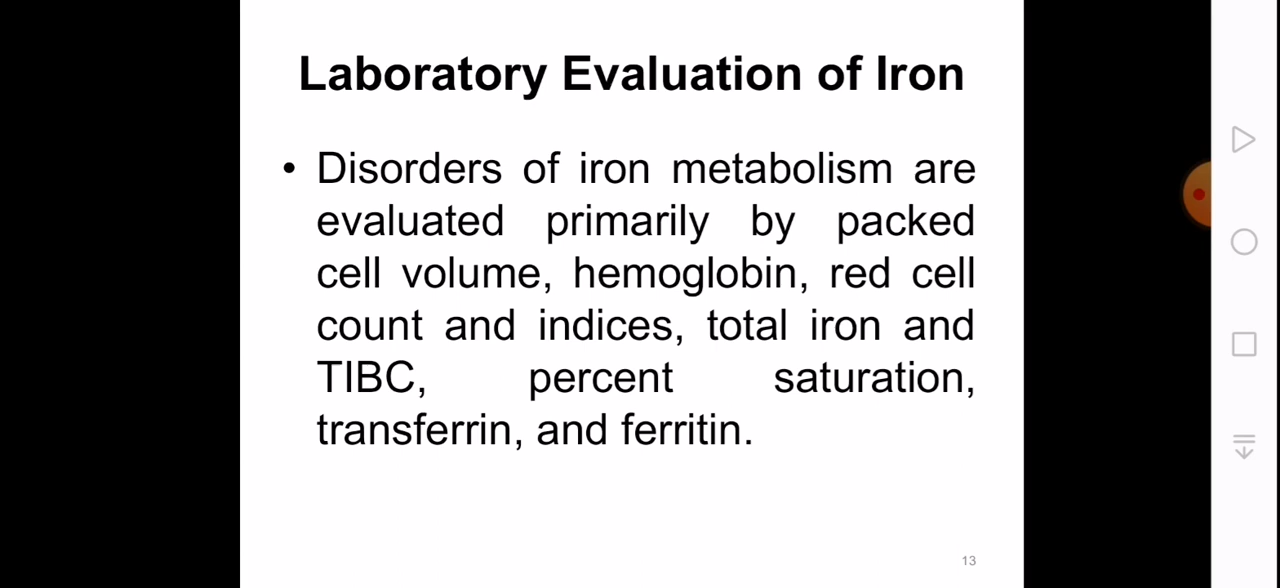 Laboratory Evaluation of Iron
• Disorders of iron metabolism are
evaluated primarily by packed
cell volume, hemoglobin, red cell
count and indices, total iron and
TIBC, percent saturation,
transferrin, and ferritin.
13